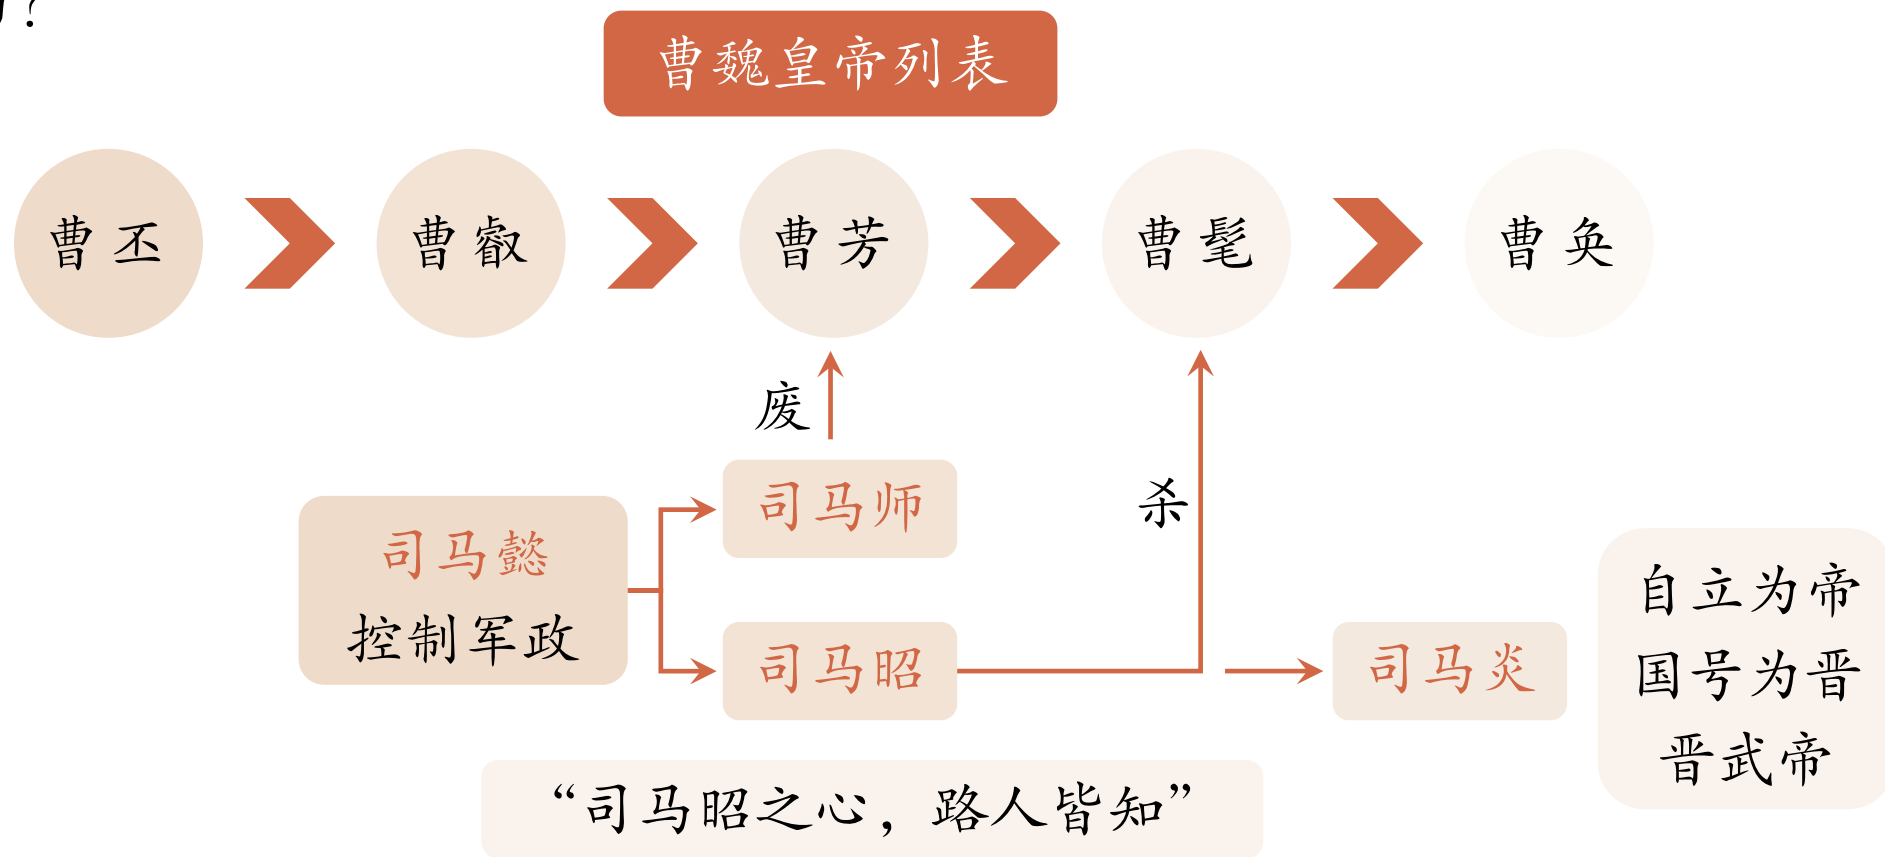 ?
曹魏皇帝列表
曹丕
曹叡
曹芳
曹髦
曹奂
废
杀
司马师
司马懿
控制军政
司马昭
司马炎
自立为帝
国号为晋
晋武帝
“司马昭之心，路人皆知”